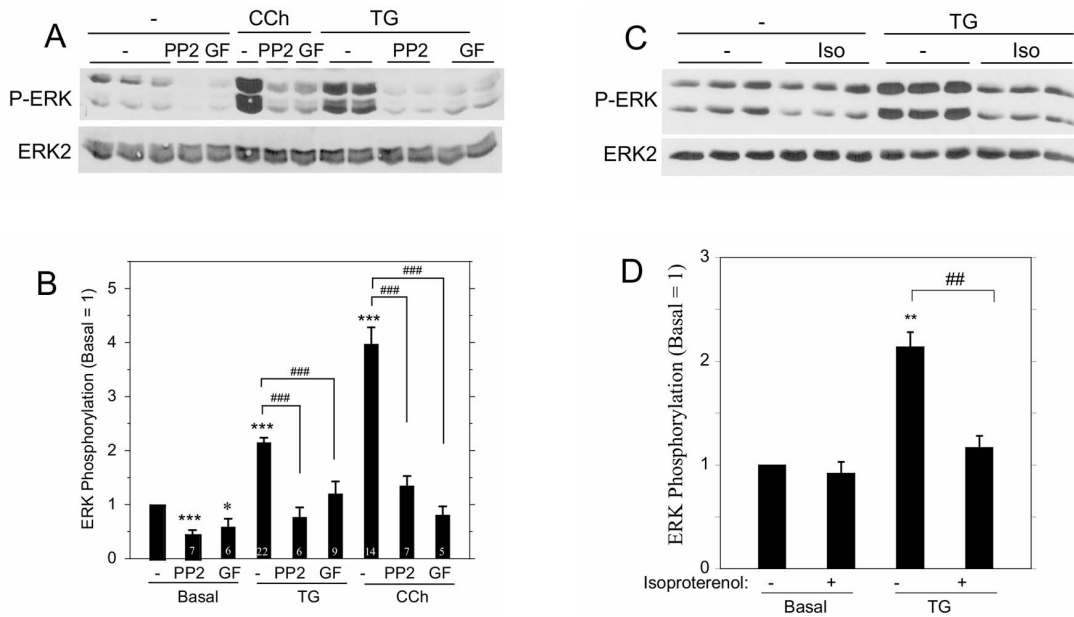 A
- CCh TG
- PP2 GF - PP2 GF - PP2 GF
P-ERK
ERK2
C
TG
- Iso - Iso
P-ERK
ERK2
B
ERK Phosphorylation (Basal = 1)
5
4
3
2
1
0
***
*
***
###
###
***
###
###
7 6 22 6 9 14 7 5
- PP2 GF - PP2 GF - PP2 GF
Basal TG CCh
D
ERK Phosphorylation (Basal = 1)
3
2
1
0
**
##
Isoproterenol: - + - +
Basal TG